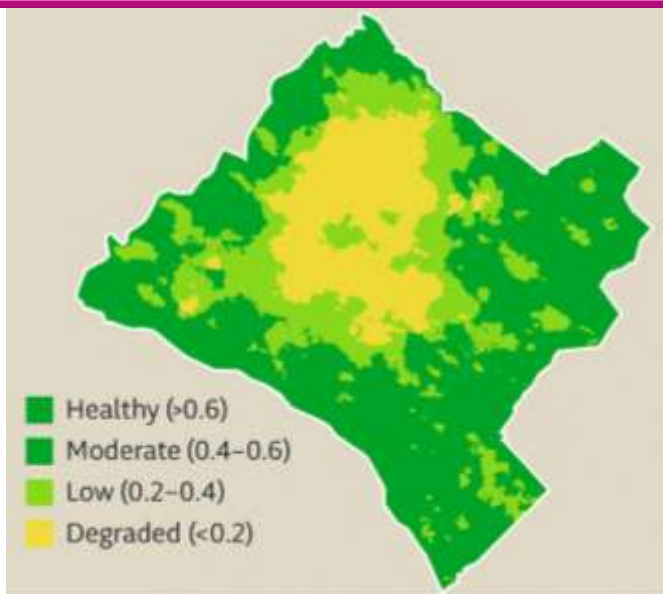 Healthy (>0.6)
Moderate (0.4–0.6)
Low (0.2–0.4)
Degraded (<0.2)